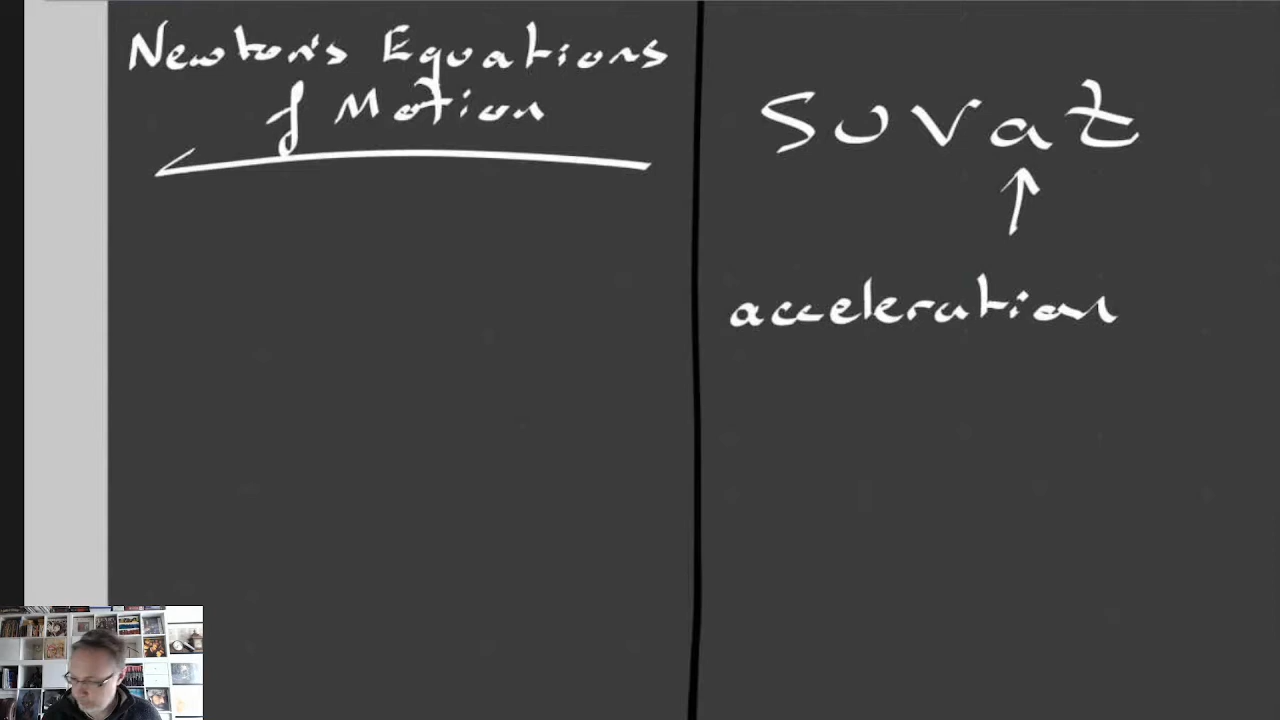 Newton's Equations
of Motion
suvat
↑
acceleration